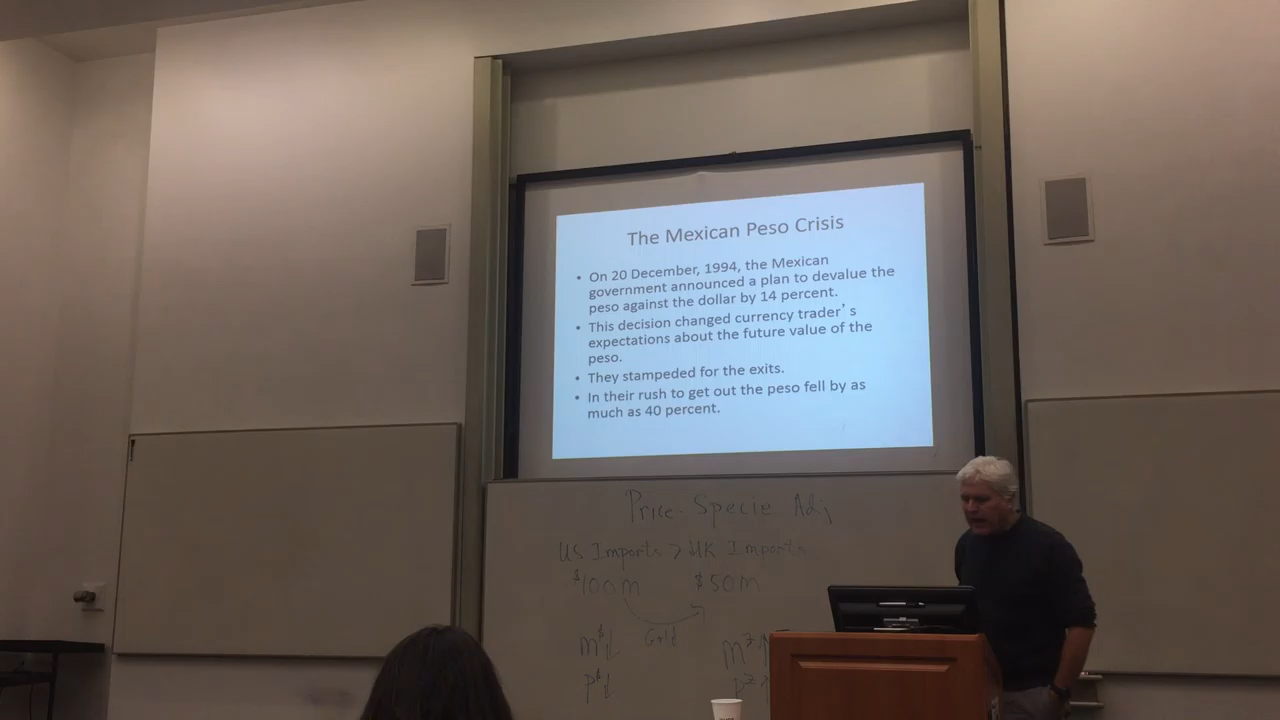 The Mexican Peso Crisis
• On 20 December, 1994, the Mexican
government announced a plan to devalue the
peso against the dollar by 14 percent.
• This decision changed currency trader's
expectations about the future value of the
peso.
• They stampeded for the exits.
• In their rush to get out the peso fell by as
much as 40 percent.
Price-Specie Adj
US Imports > UK Imports
$100m $50m
Gold
m$↓
P$↓